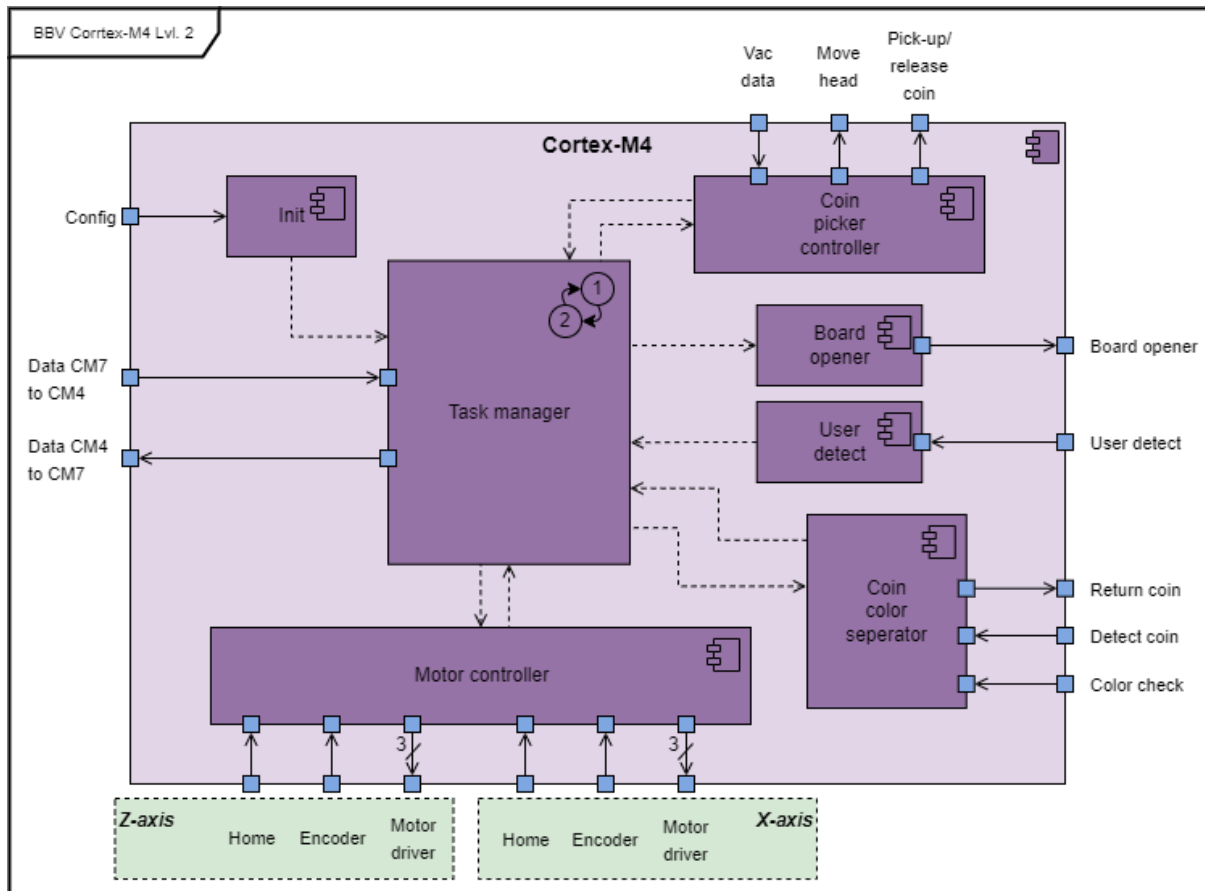 BBV Corrtex-M4 Lvl. 2
Vac
data
Move
head
Pick-up/
release
coin
Cortex-M4
Config
Init
Coin
picker
controller
1
2
Board
opener
Board opener
Data CM7
to CM4
Task manager
User
detect
User detect
Data CM4
to CM7
Coin
color
seperator
Return coin
Detect coin
Color check
Motor controller
3
3
Z-axis
Home
Encoder
Motor
driver
X-axis
Home
Encoder
Motor
driver